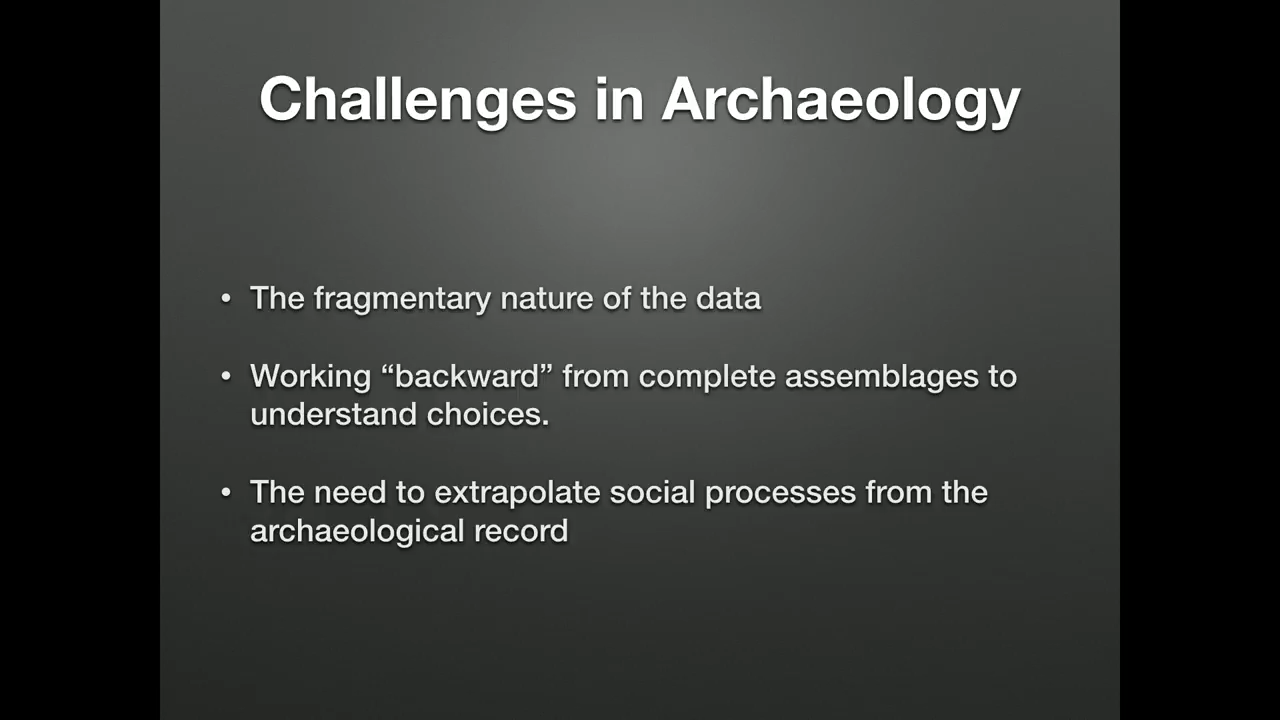 Challenges in Archaeology
• The fragmentary nature of the data
• Working “backward” from complete assemblages to
understand choices.
• The need to extrapolate social processes from the
archaeological record